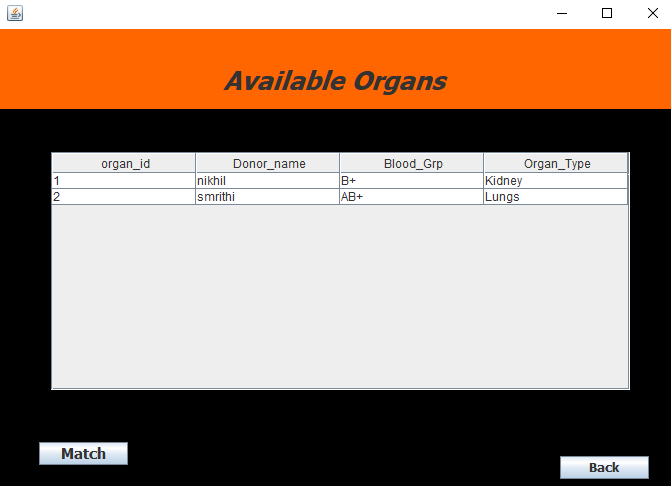 Available Organs
organ_id Donor_name Blood_Grp Organ_Type
1 nikhil B+ Kidney
2 smrithi AB+ Lungs
Match
Back